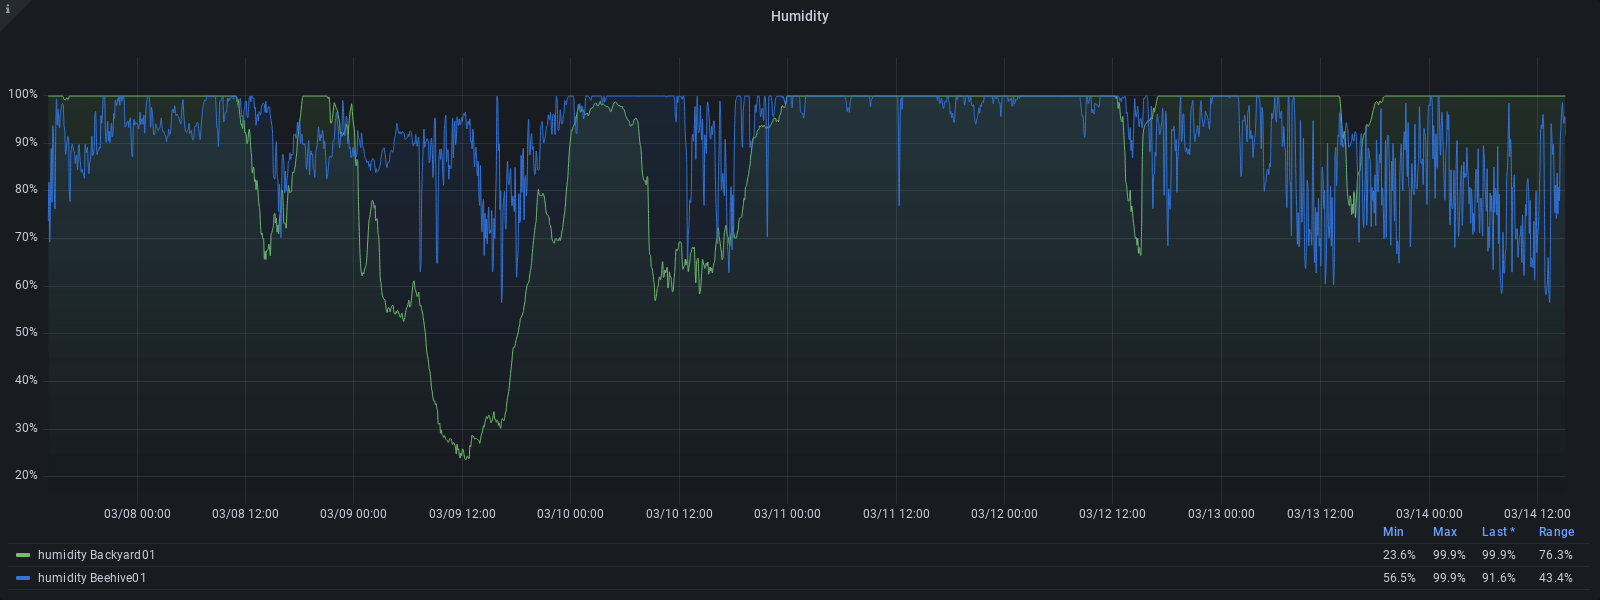 i
Humidity
100%
90%
80%
70%
60%
50%
40%
30%
20%
03/08 00:00 03/08 12:00 03/09 00:00 03/09 12:00 03/10 00:00 03/10 12:00 03/11 00:00 03/11 12:00 03/12 00:00 03/12 12:00 03/13 00:00 03/13 12:00 03/14 00:00 03/14 12:00
Min Max Last * Range
humidity Backyard01 23.6% 99.9% 99.9% 76.3%
humidity Beehive01 56.5% 99.9% 91.6% 43.4%